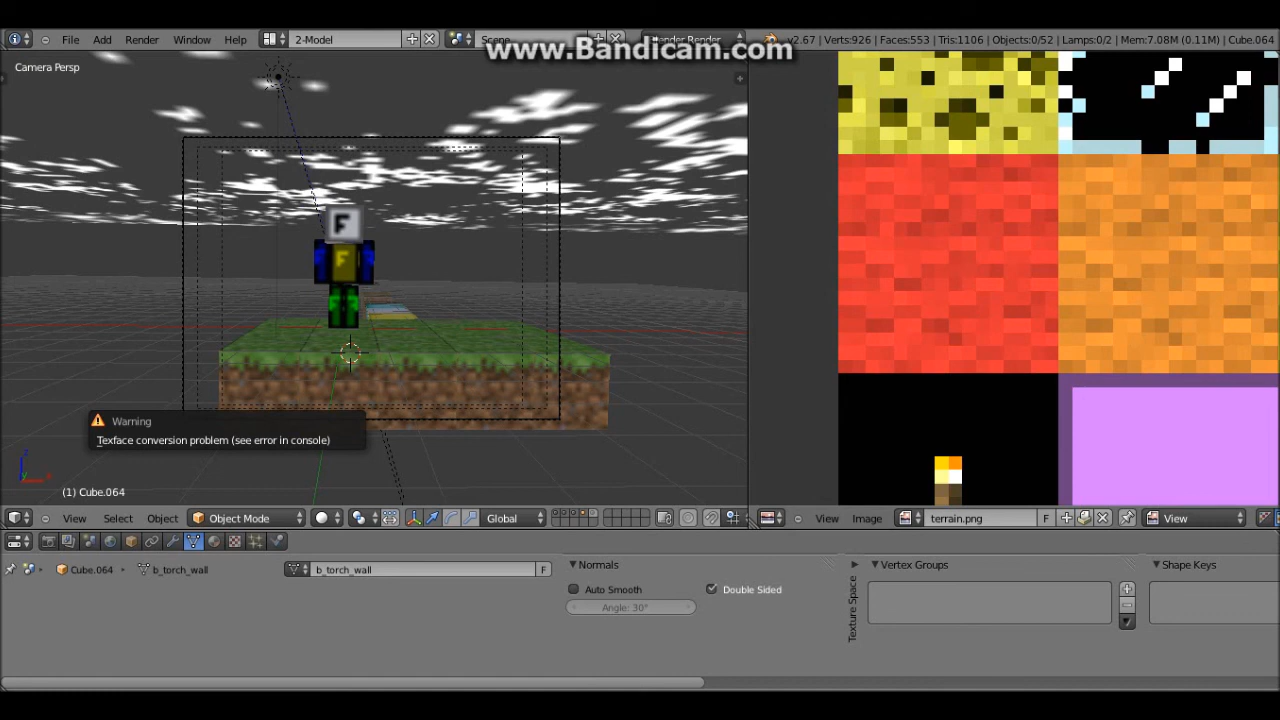 File Add Render Window Help 2-Model Scene Blender Render v2.67 | Verts:926 | Faces:553 | Tris:1106 | Objects:0/52 | Lamps:0/2 | Mem:7.08M (0.11M) | Cube.064
www.Bandicam.com
Camera Persp
F
F
Warning
Texface conversion problem (see error in console)
(1) Cube.064
View Select Object Object Mode Global
View Image terrain.png F View
Cube.064 b_torch_wall b_torch_wall F
Normals
Auto Smooth Double Sided
Angle: 30°
Texture Space
Vertex Groups
Shape Keys